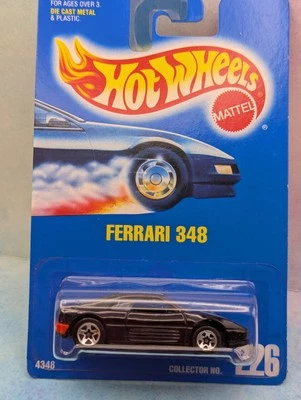 FOR AGES OVER 3.
DIE CAST METAL
& PLASTIC.
Hot Wheels
MATTEL
FERRARI 348
4348
COLLECTOR NO.
226